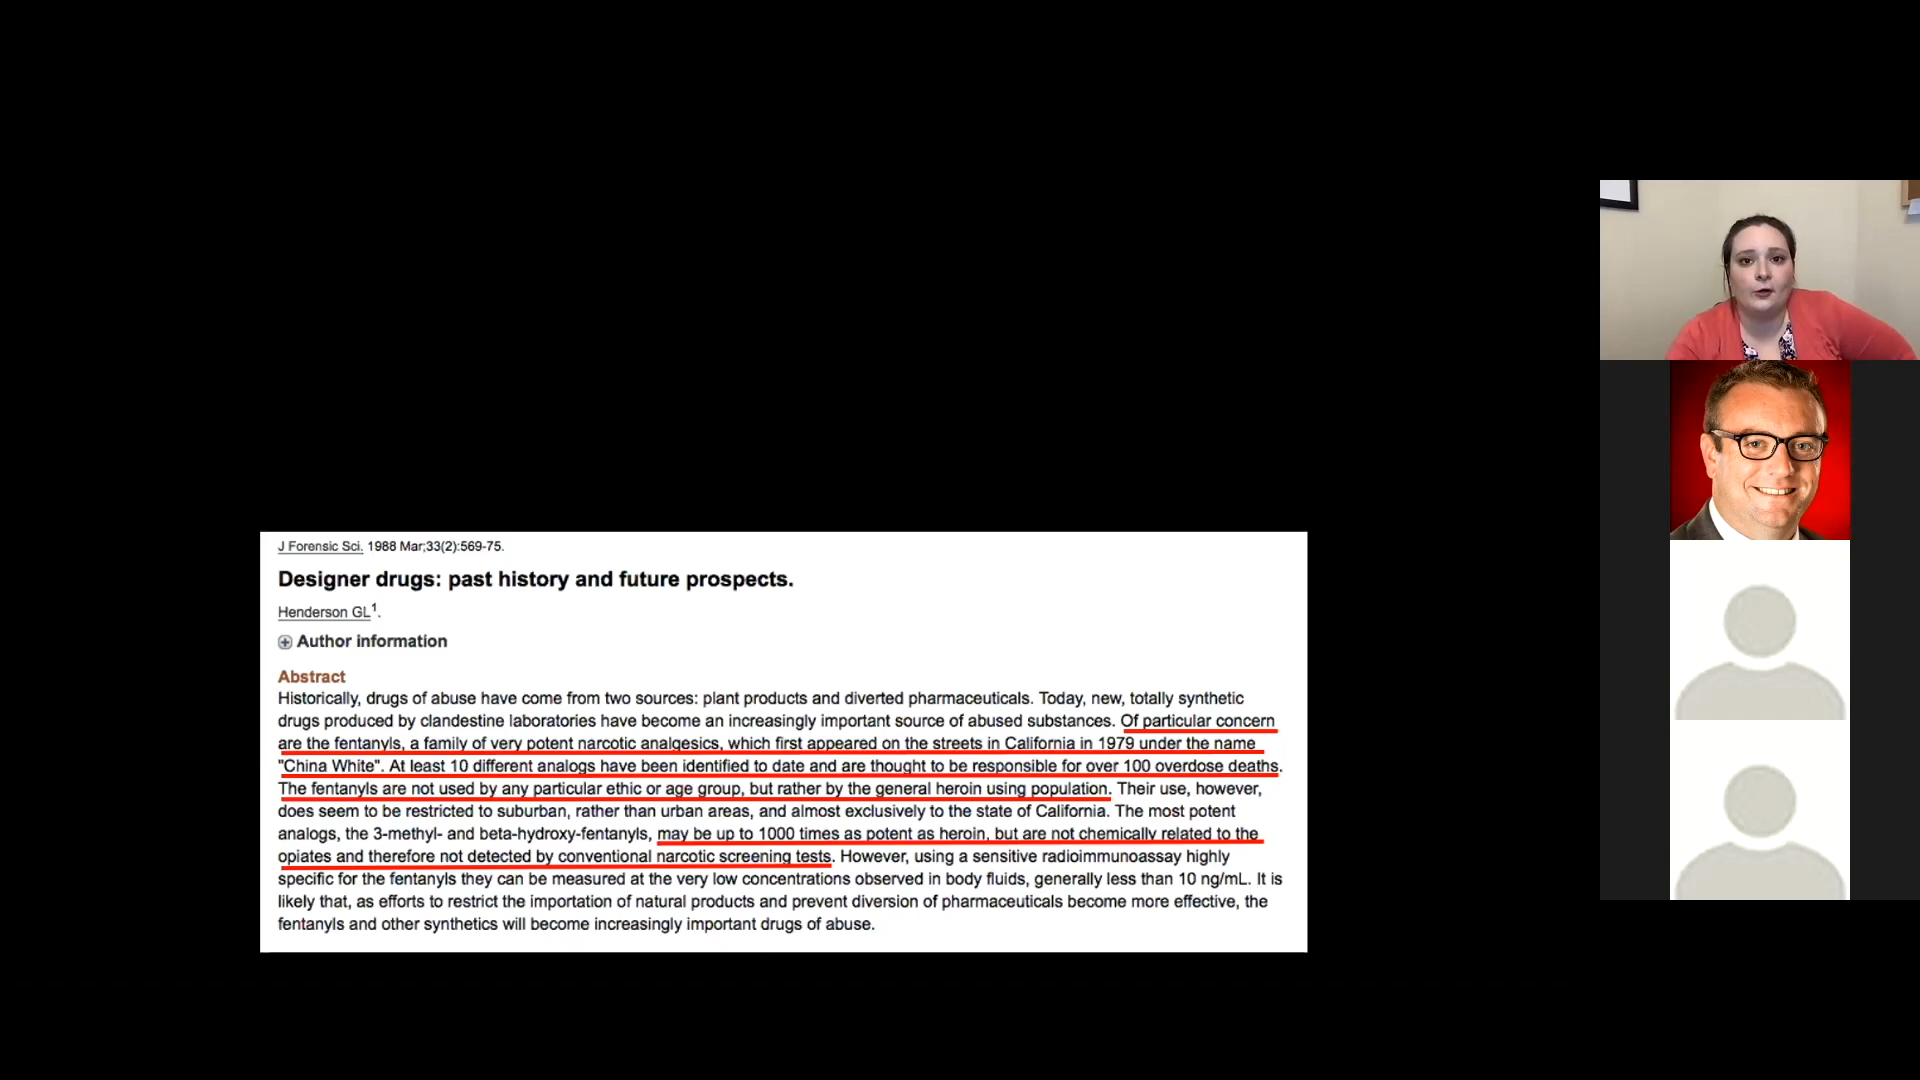 J Forensic Sci. 1988 Mar;33(2):569-75.
Designer drugs: past history and future prospects.
Henderson GL1.
Author information
Abstract
Historically, drugs of abuse have come from two sources: plant products and diverted pharmaceuticals. Today, new, totally synthetic
drugs produced by clandestine laboratories have become an increasingly important source of abused substances. Of particular concern
are the fentanyls, a family of very potent narcotic analgesics, which first appeared on the streets in California in 1979 under the name
"China White". At least 10 different analogs have been identified to date and are thought to be responsible for over 100 overdose deaths.
The fentanyls are not used by any particular ethic or age group, but rather by the general heroin using population. Their use, however,
does seem to be restricted to suburban, rather than urban areas, and almost exclusively to the state of California. The most potent
analogs, the 3-methyl- and beta-hydroxy-fentanyls, may be up to 1000 times as potent as heroin, but are not chemically related to the
opiates and therefore not detected by conventional narcotic screening tests. However, using a sensitive radioimmunoassay highly
specific for the fentanyls they can be measured at the very low concentrations observed in body fluids, generally less than 10 ng/mL. It is
likely that, as efforts to restrict the importation of natural products and prevent diversion of pharmaceuticals become more effective, the
fentanyls and other synthetics will become increasingly important drugs of abuse.